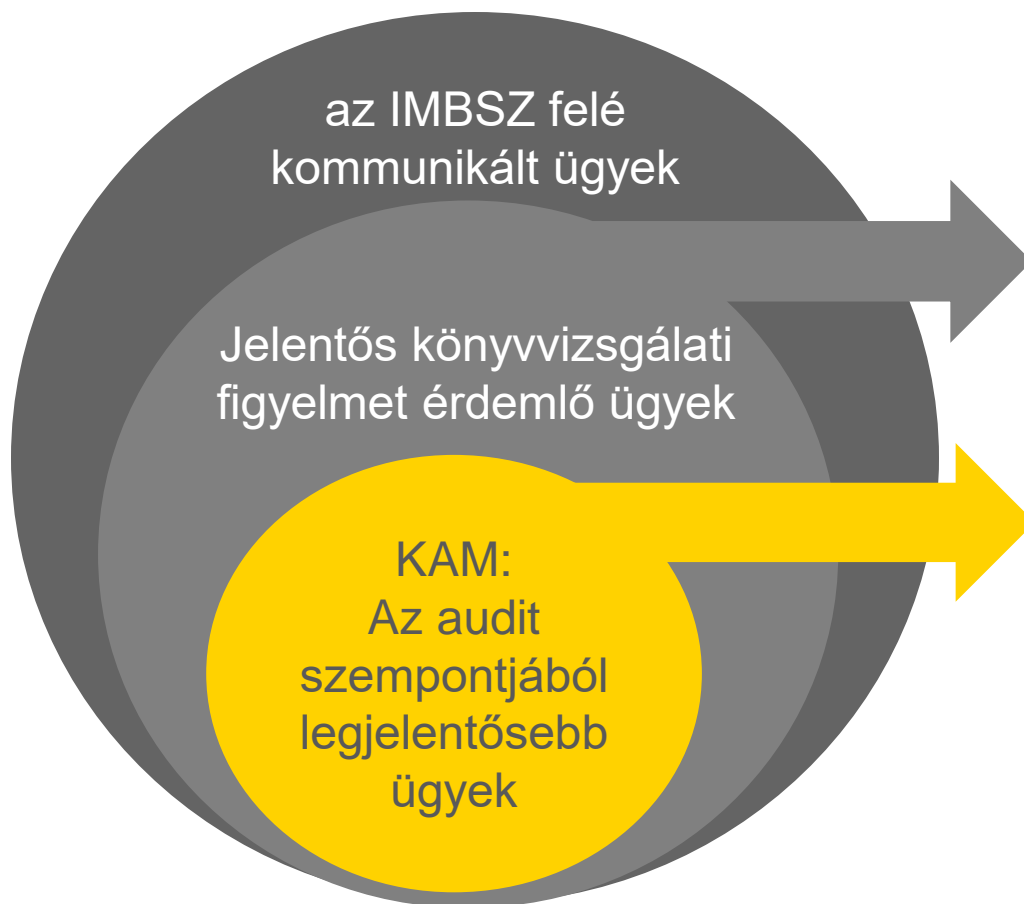 az IMBSZ felé
kommunikált ügyek
Jelentős könyvvizsgálati
figyelmet érdemlő ügyek
KAM:
Az audit
szempontjából
legjelentősebb
ügyek